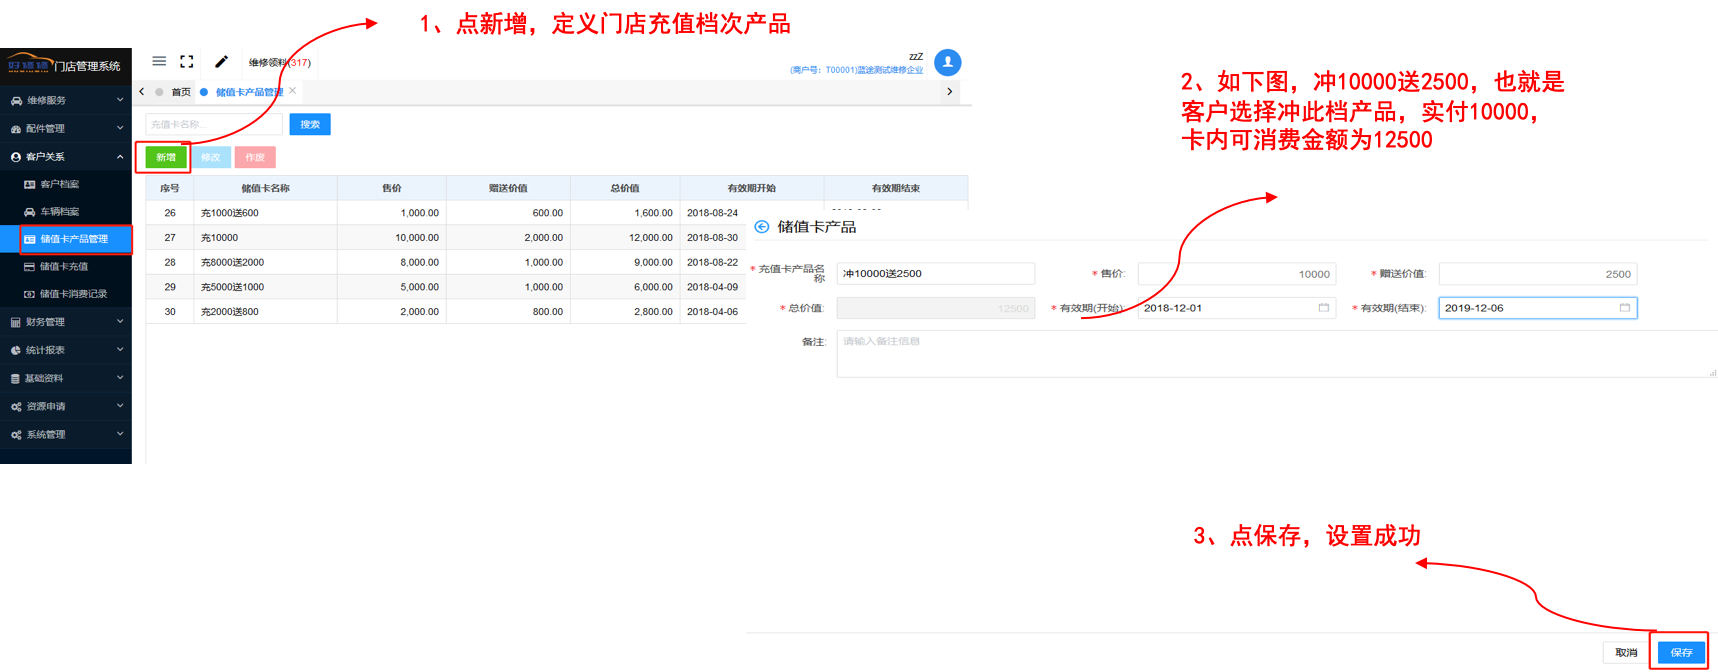 1、点新增，定义门店充值档次产品
门店管理系统
维修领料(317)
zzZ
(商户号：T00001)蓝途测试维修企业
首页
储值卡产品管理
维修服务
配件管理
客户关系
客户档案
车辆档案
储值卡产品管理
储值卡充值
储值卡消费记录
财务管理
统计报表
基础资料
资源申请
系统管理
充值卡名称...
搜索
新增 修改 作废
序号 储值卡名称 售价 赠送价值 总价值 有效期开始 有效期结束
26 充1000送600 1,000.00 600.00 1,600.00 2018-08-24
27 充10000 10,000.00 2,000.00 12,000.00 2018-08-30
28 充8000送2000 8,000.00 1,000.00 9,000.00 2018-08-22
29 充5000送1000 5,000.00 1,000.00 6,000.00 2018-04-09
30 充2000送800 2,000.00 800.00 2,800.00 2018-04-06
2、如下图，冲10000送2500，也就是
客户选择冲此档产品，实付10000，
卡内可消费金额为12500
储值卡产品
* 充值卡产品名称: 冲10000送2500 * 售价: 10000 * 赠送价值: 2500
* 总价值: 12500 * 有效期(开始): 2018-12-01 * 有效期(结束): 2019-12-06
备注: 请输入备注信息
3、点保存，设置成功
取消 保存